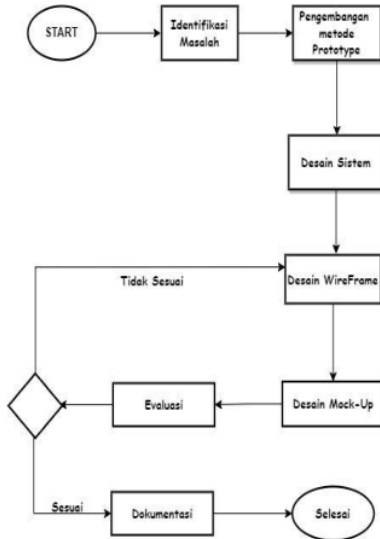 START
Identifikasi
Masalah
Pengembangan
metode
Prototype
Desain Sistem
Desain WireFrame
Tidak Sesuai
Desain Mock-Up
Evaluasi
Sesuai
Dokumentasi
Selesai